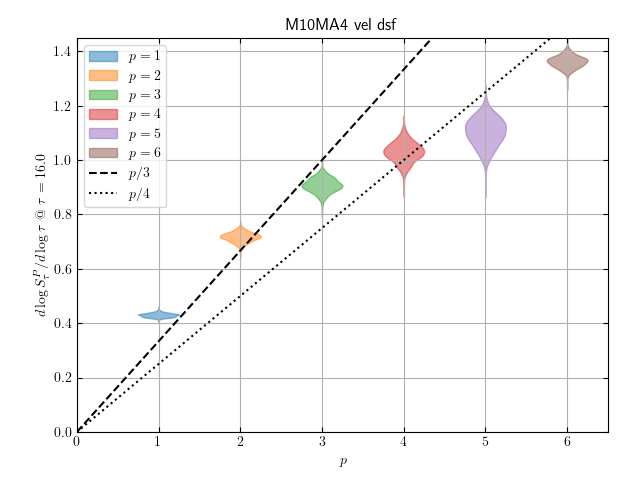 M10MA4 vel dsf
1.4
1.2
1.0
0.8
0.6
0.4
0.2
0.0
d log S_τ^P / d log τ @ τ = 16.0
p = 1
p = 2
p = 3
p = 4
p = 5
p = 6
p/3
p/4
0 1 2 3 4 5 6
p